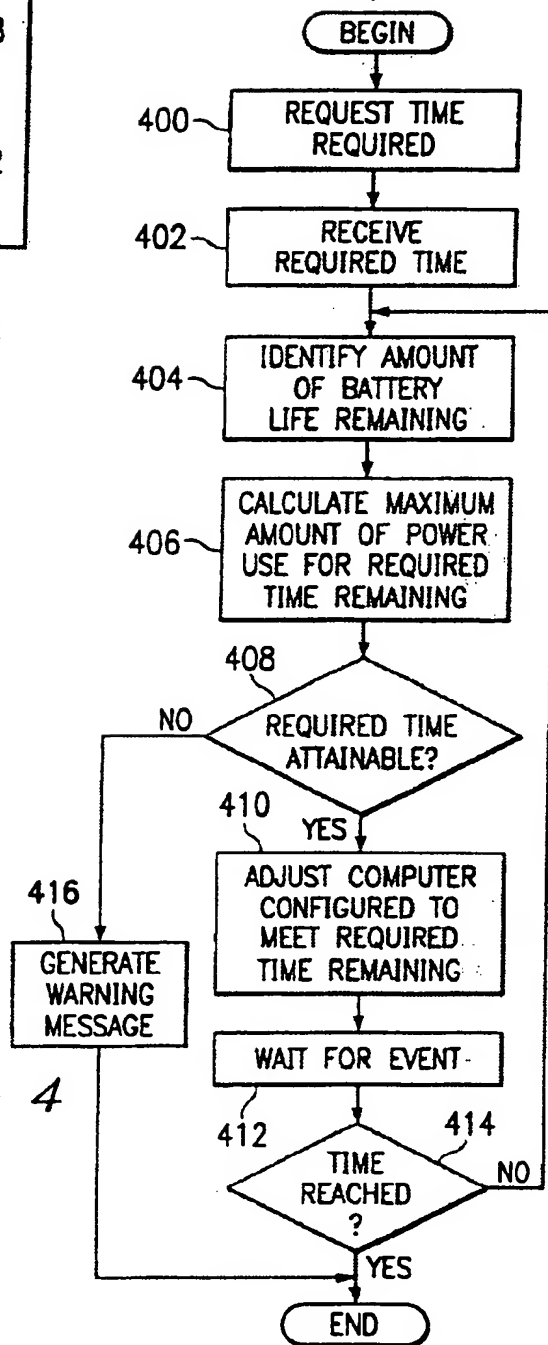 BEGIN
400
REQUEST TIME
REQUIRED
402
RECEIVE
REQUIRED TIME
404
IDENTIFY AMOUNT
OF BATTERY
LIFE REMAINING
406
CALCULATE MAXIMUM
AMOUNT OF POWER
USE FOR REQUIRED
TIME REMAINING
408
NO
REQUIRED TIME
ATTAINABLE?
410
YES
416
ADJUST COMPUTER
CONFIGURED TO
MEET REQUIRED
TIME REMAINING
GENERATE
WARNING
MESSAGE
4
WAIT FOR EVENT
412
414
TIME
REACHED
?
NO
YES
END